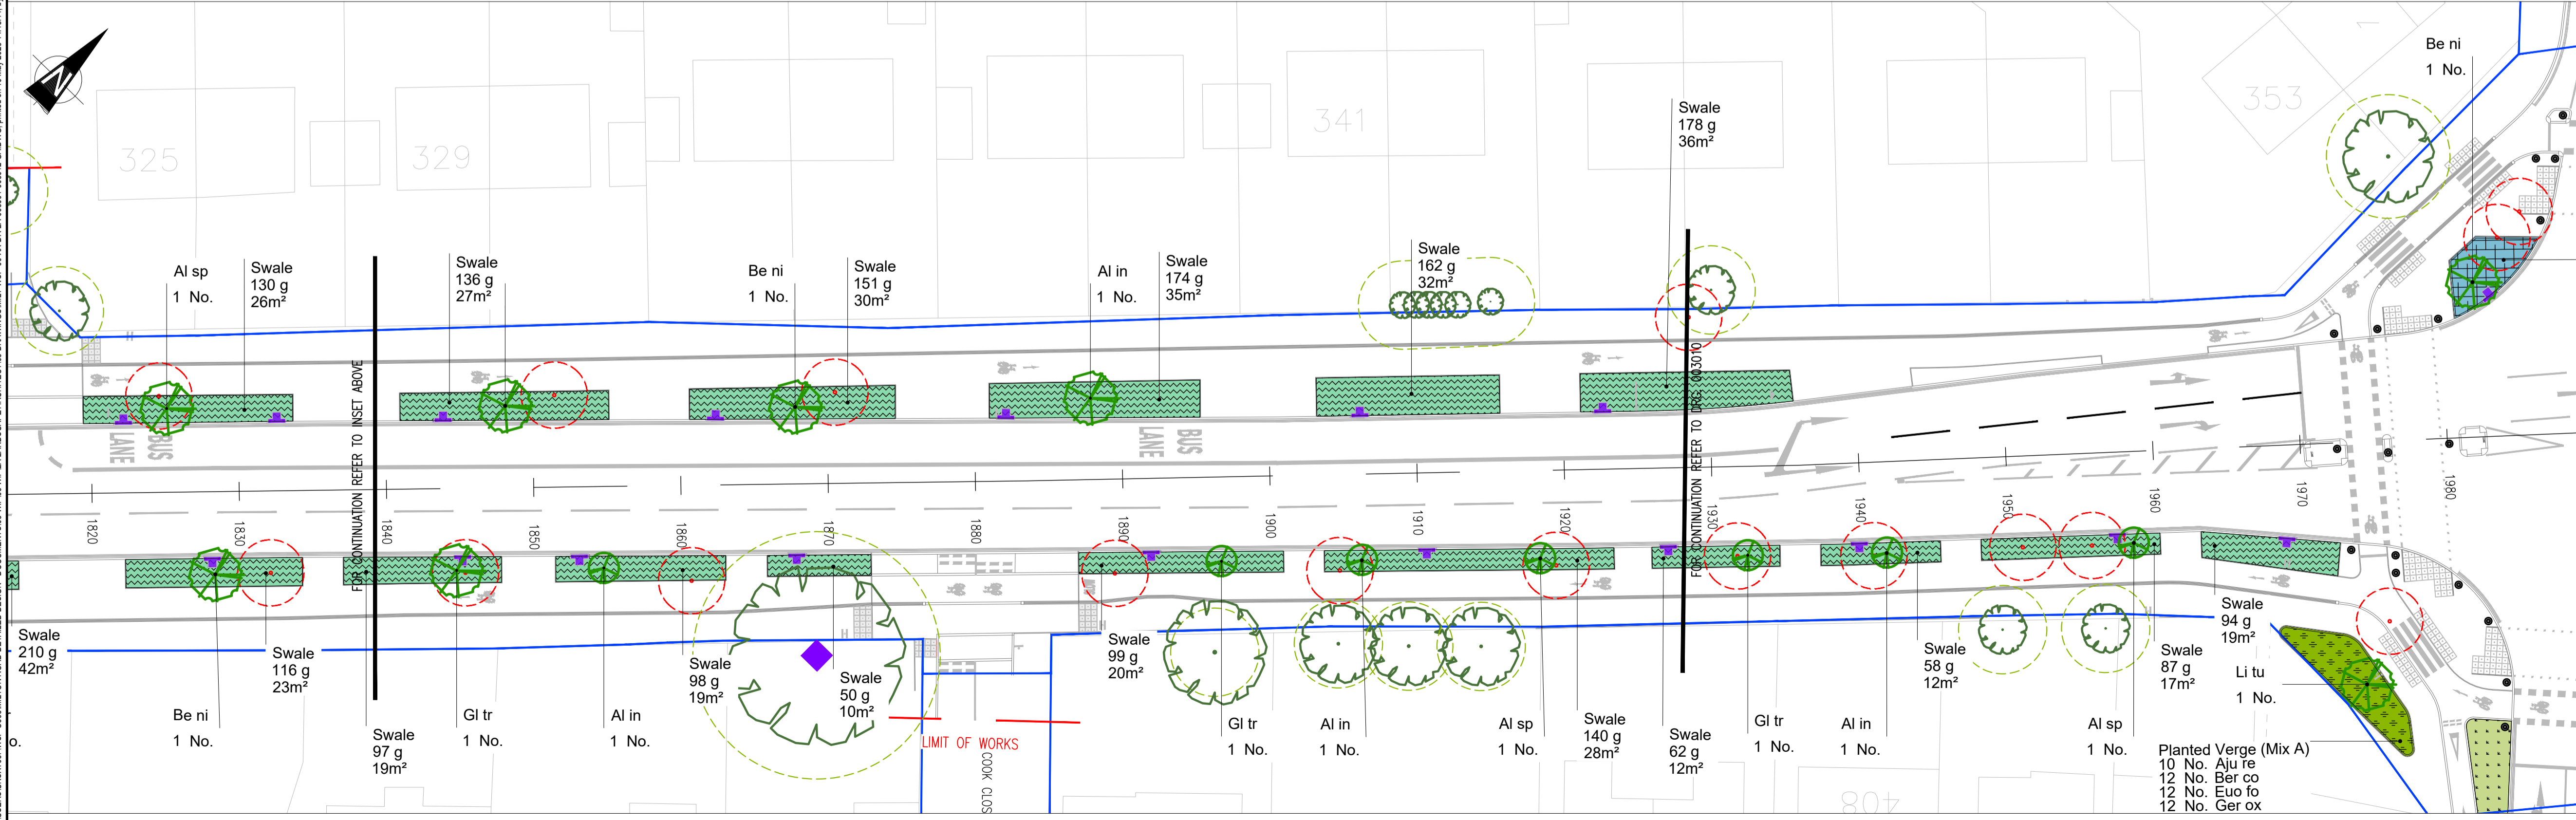 Be ni
1 No.
N
1
353
341
325
329
Swale
178 g
36m²
Al sp
1 No.
Swale
130 g
26m²
Swale
136 g
27m²
Be ni
1 No.
Swale
151 g
30m²
Al in
1 No.
Swale
174 g
35m²
Swale
162 g
32m²
FOR CONTINUATION REFER TO INSET ABOVE
FOR CONTINUATION REFER TO DRG. 003010
BUS
LANE
BUS
LANE
1820
1830
1840
1850
1860
1870
1880
1890
1900
1910
1920
1930
1940
1950
1960
1970
1980
Swale
210 g
42m²
Swale
116 g
23m²
Be ni
1 No.
Swale
97 g
19m²
Gl tr
1 No.
Al in
1 No.
Swale
98 g
19m²
Swale
50 g
10m²
LIMIT OF WORKS
COOK CLOS
Swale
99 g
20m²
Gl tr
1 No.
Al in
1 No.
Al sp
1 No.
Swale
140 g
28m²
Swale
62 g
12m²
Gl tr
1 No.
Al in
1 No.
Swale
58 g
12m²
Al sp
1 No.
Swale
87 g
17m²
Swale
94 g
19m²
Li tu
1 No.
Planted Verge (Mix A)
10 No. Aju re
12 No. Ber co
12 No. Euo fo
12 No. Ger ox
408
o.